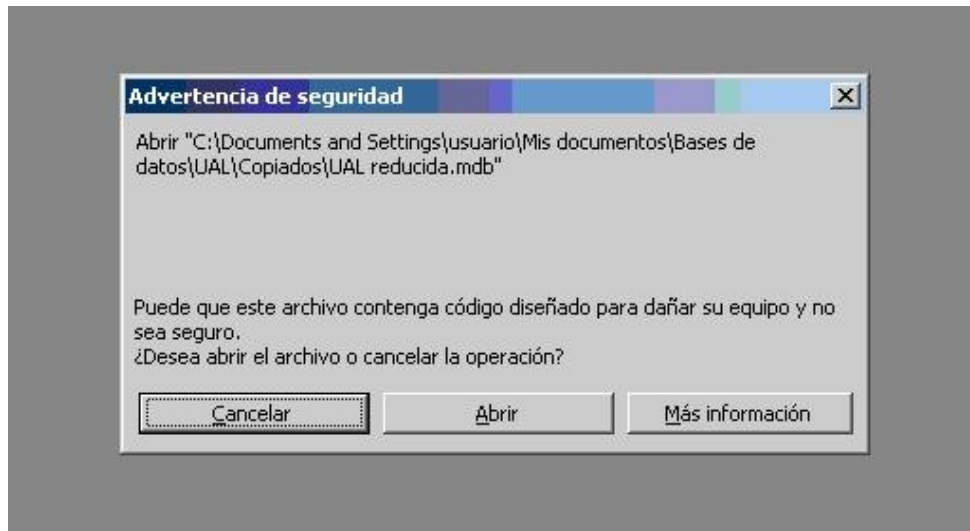 Advertencia de seguridad
Abrir "C:\Documents and Settings\usuario\Mis documentos\Bases de
datos\UAL\Copiados\UAL reducida.mdb"
Puede que este archivo contenga código diseñado para dañar su equipo y no
sea seguro.
¿Desea abrir el archivo o cancelar la operación?
Cancelar
Abrir
Más información